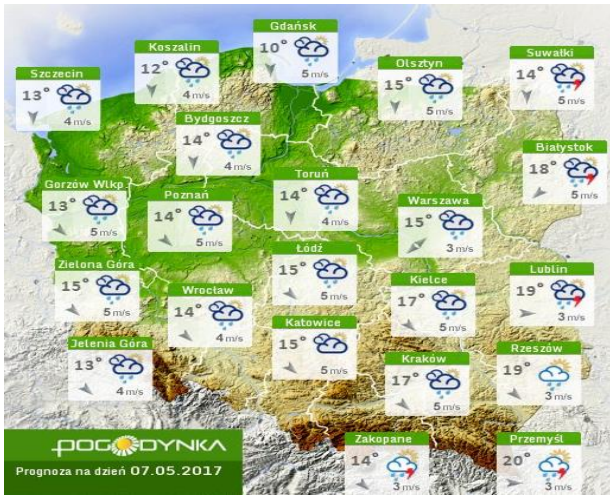 Gdańsk
10°
5 m/s
Koszalin
12°
4 m/s
Suwałki
14°
5 m/s
Olsztyn
15°
5 m/s
Szczecin
13°
4 m/s
Bydgoszcz
14°
4 m/s
Białystok
18°
5 m/s
Toruń
14°
4 m/s
Gorzów Wlkp
13°
5 m/s
Poznań
14°
5 m/s
Warszawa
15°
3 m/s
Łódź
15°
5 m/s
Zielona Góra
15°
5 m/s
Lublin
19°
3 m/s
Kielce
17°
5 m/s
Wrocław
14°
4 m/s
Katowice
15°
5 m/s
Jelenia Góra
13°
4 m/s
Rzeszów
19°
3 m/s
Kraków
17°
5 m/s
Zakopane
14°
3 m/s
Przemyśl
20°
3 m/s
POGODYNKA
Prognoza na dzień 07.05.2017